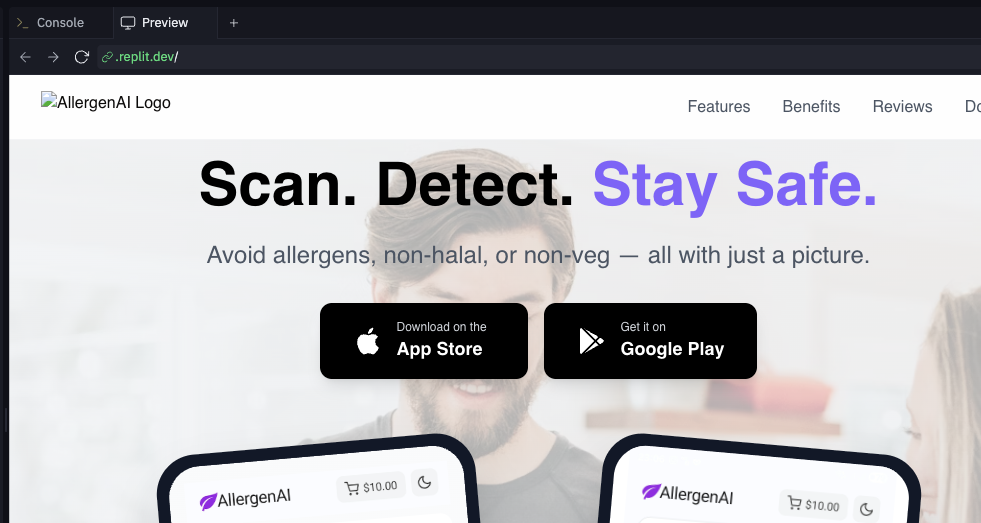 Console
Preview
.replit.dev/
AllergenAI Logo
Features
Benefits
Reviews
Scan. Detect. Stay Safe.
Avoid allergens, non-halal, or non-veg — all with just a picture.
Download on the
App Store
Get it on
Google Play
AllergenAI
$10.00
AllergenAI
$10.00